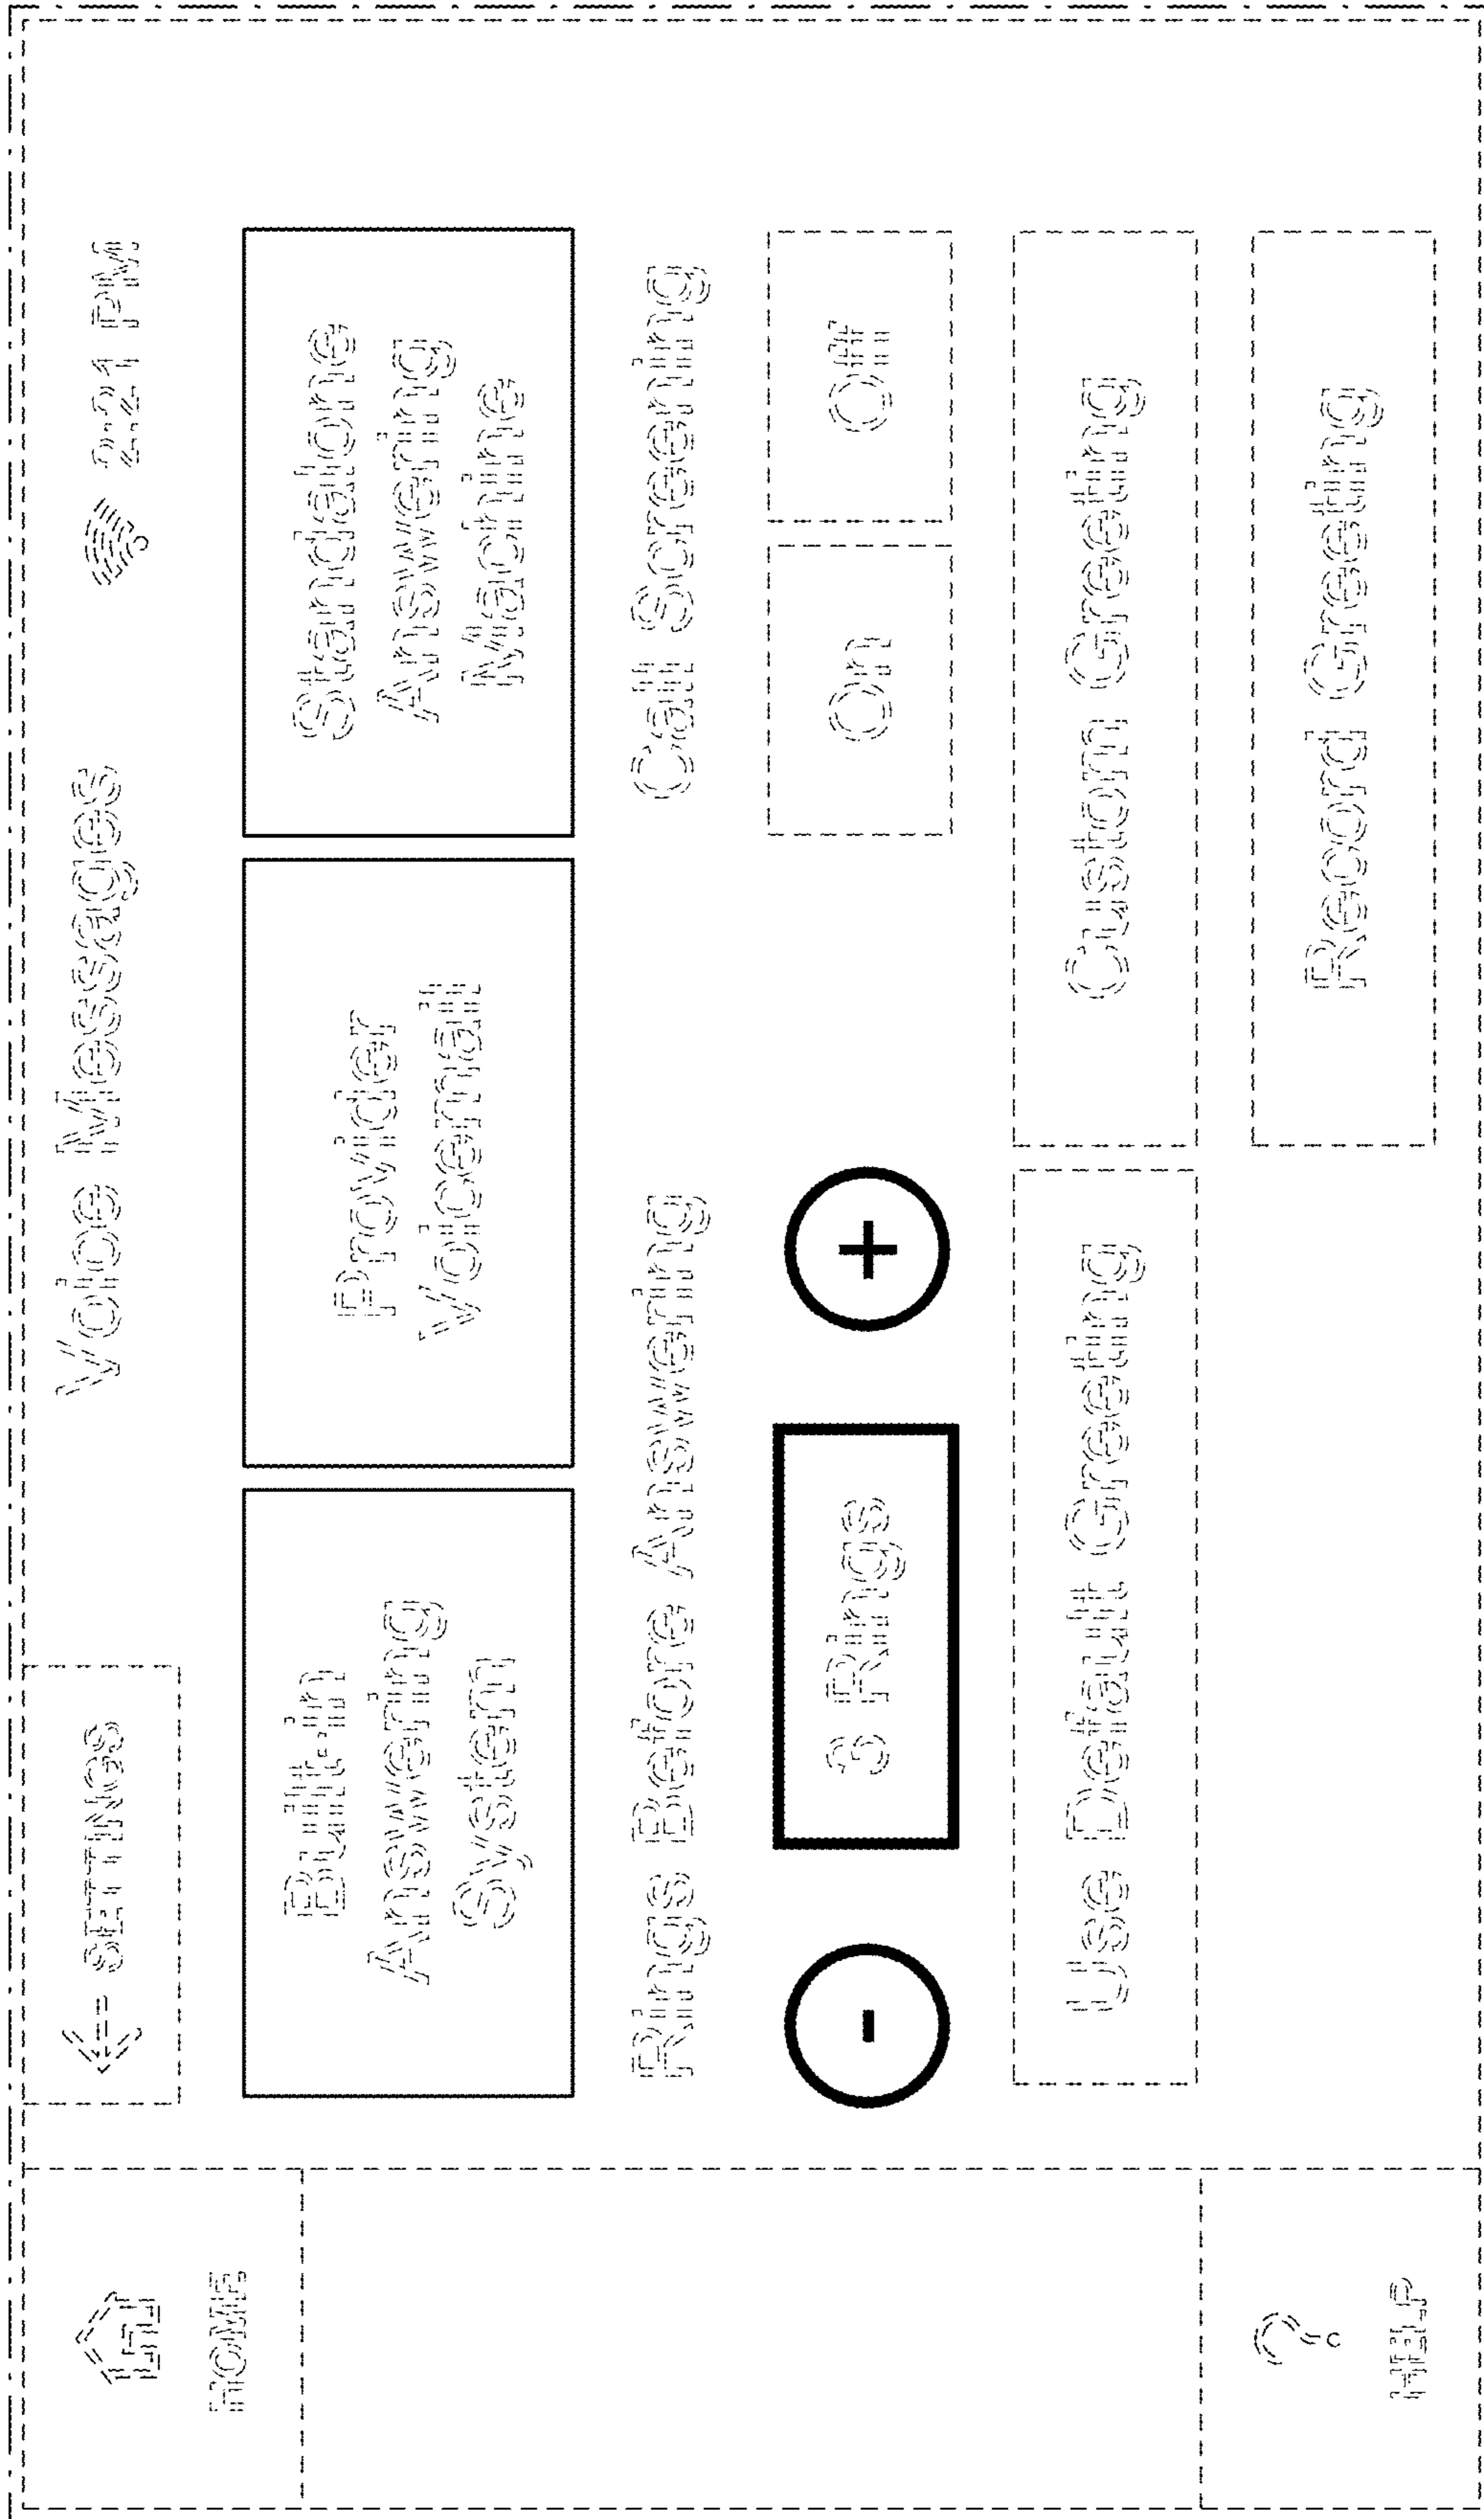 ← SETTINGS
Voice Messages
2:21 PM
HOME
Built-in
Answering
System
Provider
Voicemail
Standalone
Answering
Machine
Rings Before Answering
Call Screening
-
3 Rings
+
On
Off
Use Default Greeting
Custom Greeting
Record Greeting
?
HELP